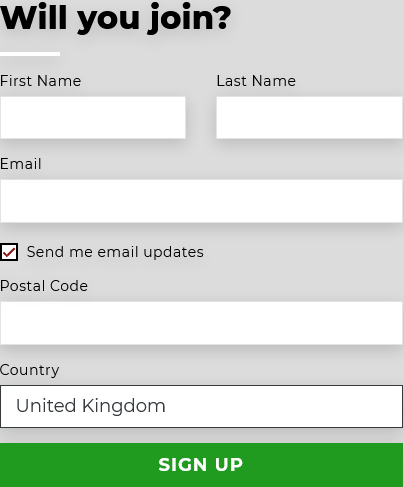 Will you join?
First Name
Last Name
Email
Send me email updates
Postal Code
Country
United Kingdom
SIGN UP